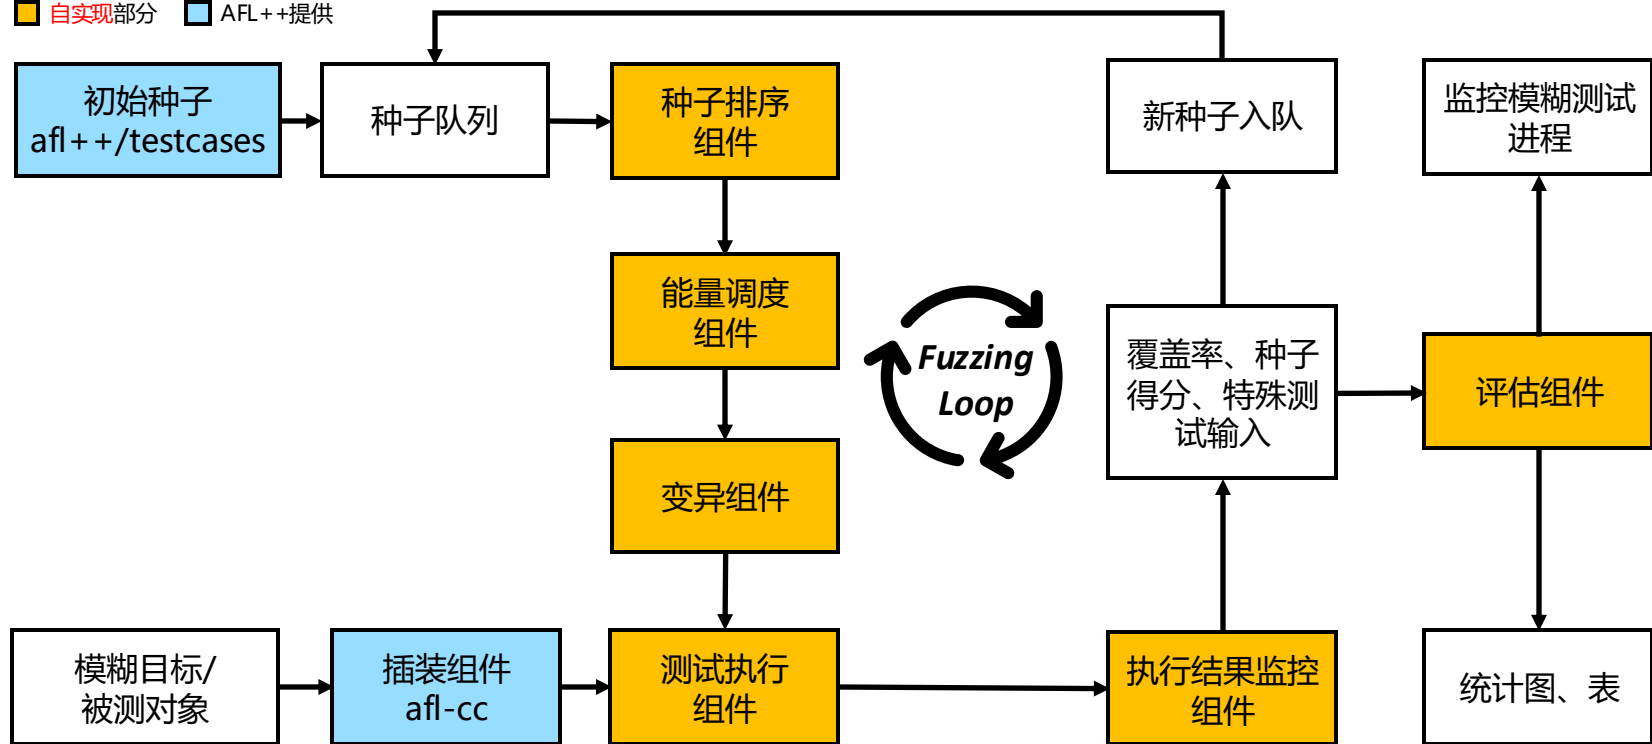 自实现部分
AFL++提供
初始种子
afl++/testcases
种子队列
种子排序
组件
新种子入队
监控模糊测试
进程
能量调度
组件
Fuzzing
Loop
覆盖率、种子
得分、特殊测
试输入
评估组件
变异组件
模糊目标/
被测对象
插装组件
afl-cc
测试执行
组件
执行结果监控
组件
统计图、表